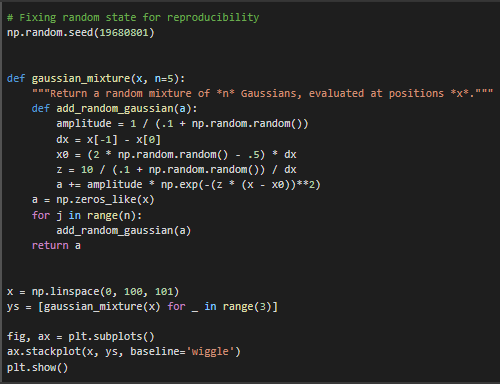 # Fixing random state for reproducibility
np.random.seed(19680801)


def gaussian_mixture(x, n=5):
    """Return a random mixture of *n* Gaussians, evaluated at positions *x*."""
    def add_random_gaussian(a):
        amplitude = 1 / (.1 + np.random.random())
        dx = x[-1] - x[0]
        x0 = (2 * np.random.random() - .5) * dx
        z = 10 / (.1 + np.random.random()) / dx
        a += amplitude * np.exp(-(z * (x - x0))**2)
    a = np.zeros_like(x)
    for j in range(n):
        add_random_gaussian(a)
    return a


x = np.linspace(0, 100, 101)
ys = [gaussian_mixture(x) for _ in range(3)]

fig, ax = plt.subplots()
ax.stackplot(x, ys, baseline='wiggle')
plt.show()